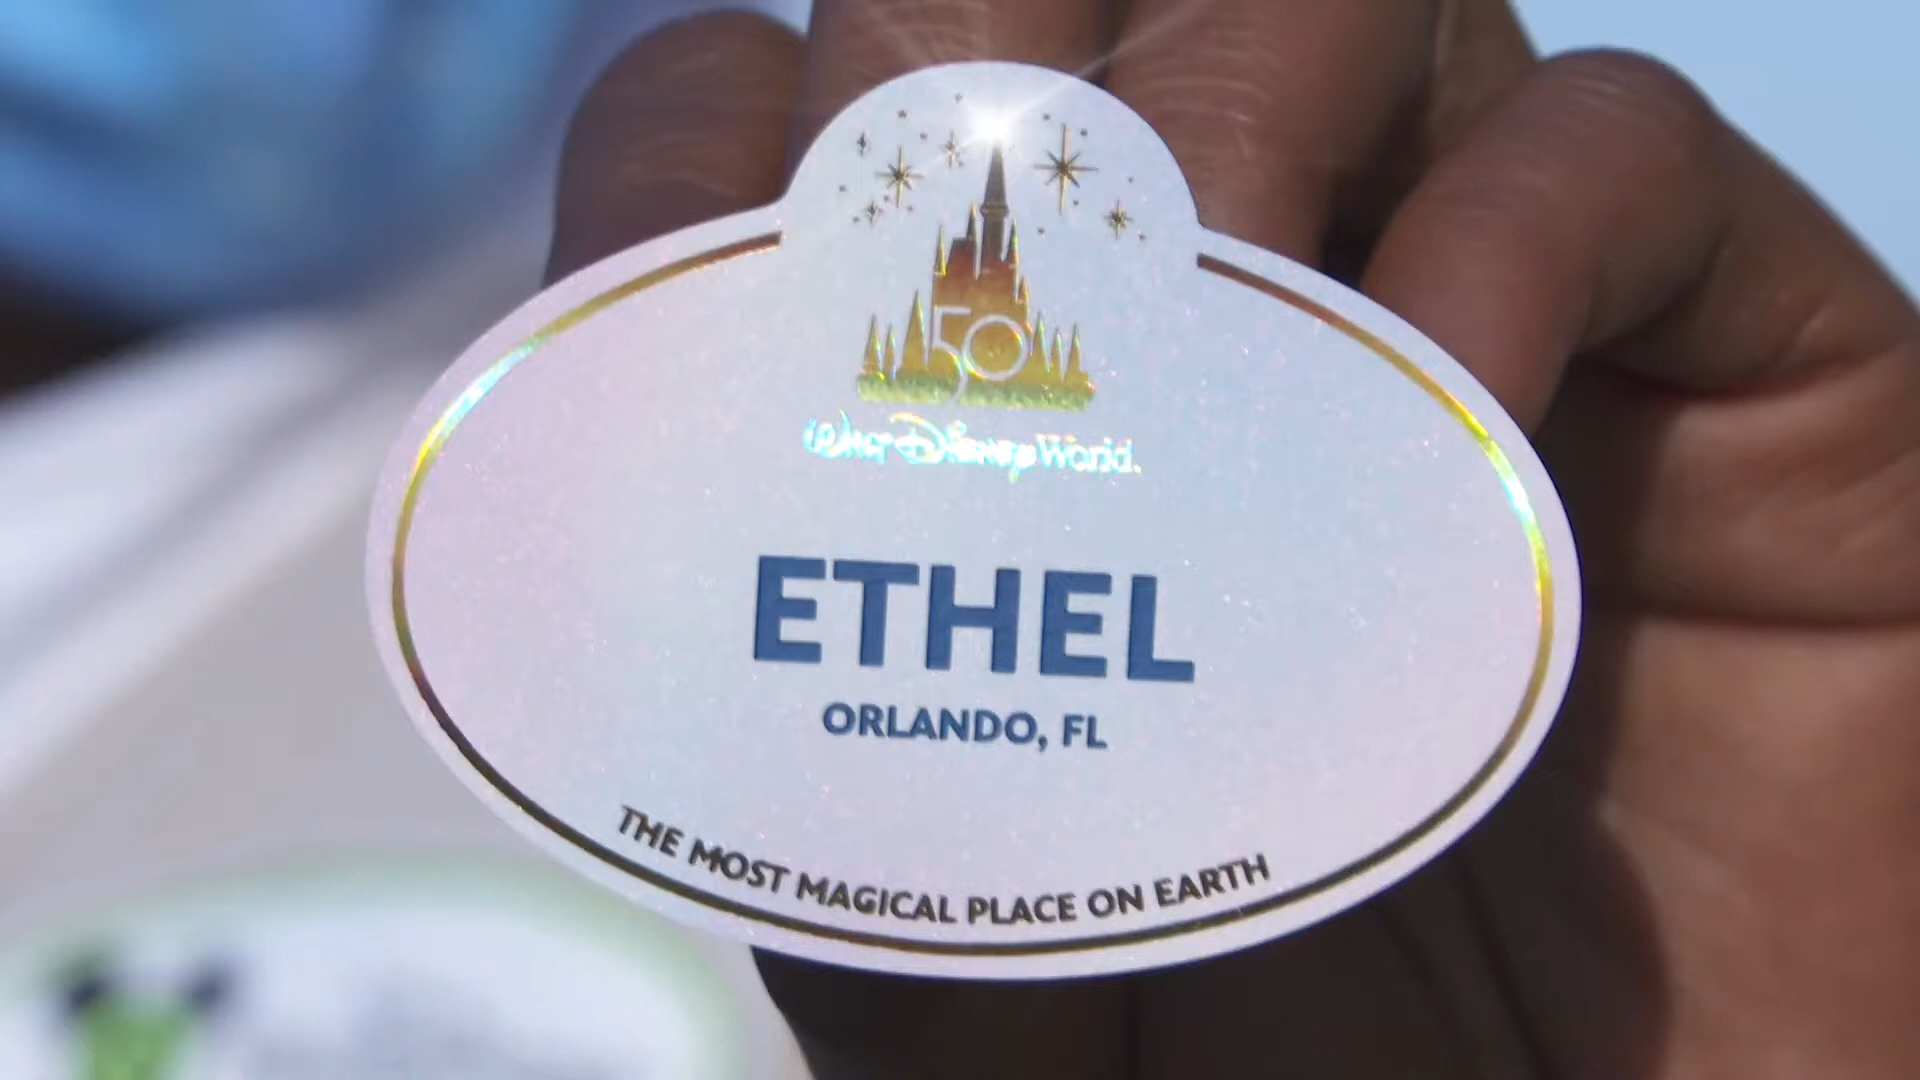 50
Walt Disney World.
ETHEL
ORLANDO, FL
THE MOST MAGICAL PLACE ON EARTH